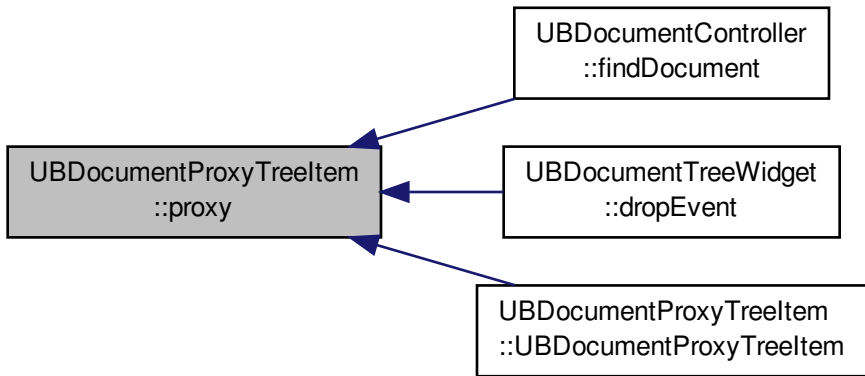 UBDocumentController
::findDocument
UBDocumentProxyTreeItem
::proxy
UBDocumentTreeWidget
::dropEvent
UBDocumentProxyTreeItem
::UBDocumentProxyTreeItem